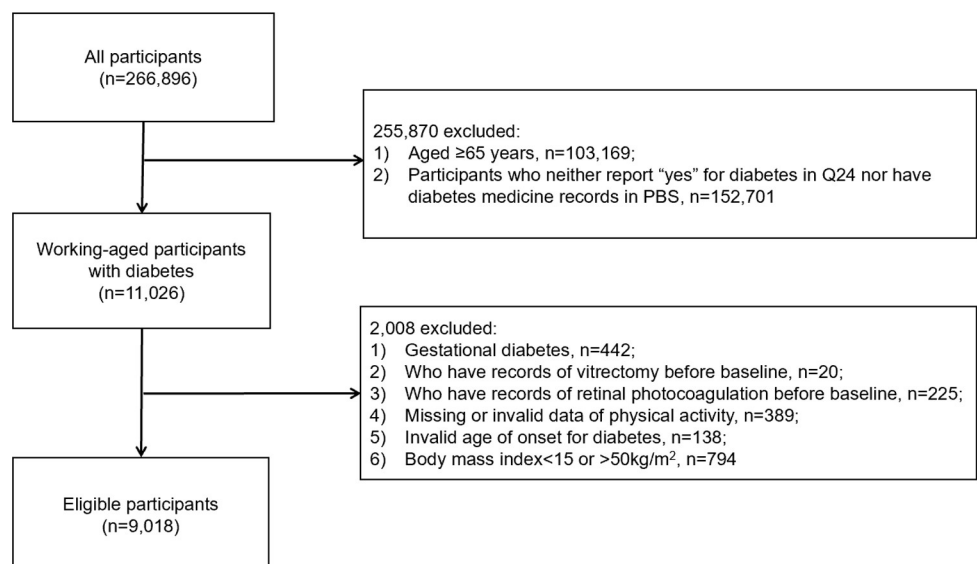 All participants
(n=266,896)
255,870 excluded:
1) Aged ≥65 years, n=103,169;
2) Participants who neither report “yes” for diabetes in Q24 nor have
diabetes medicine records in PBS, n=152,701
Working-aged participants
with diabetes
(n=11,026)
2,008 excluded:
1) Gestational diabetes, n=442;
2) Who have records of vitrectomy before baseline, n=20;
3) Who have records of retinal photocoagulation before baseline, n=225;
4) Missing or invalid data of physical activity, n=389;
5) Invalid age of onset for diabetes, n=138;
6) Body mass index<15 or >50kg/m², n=794
Eligible participants
(n=9,018)